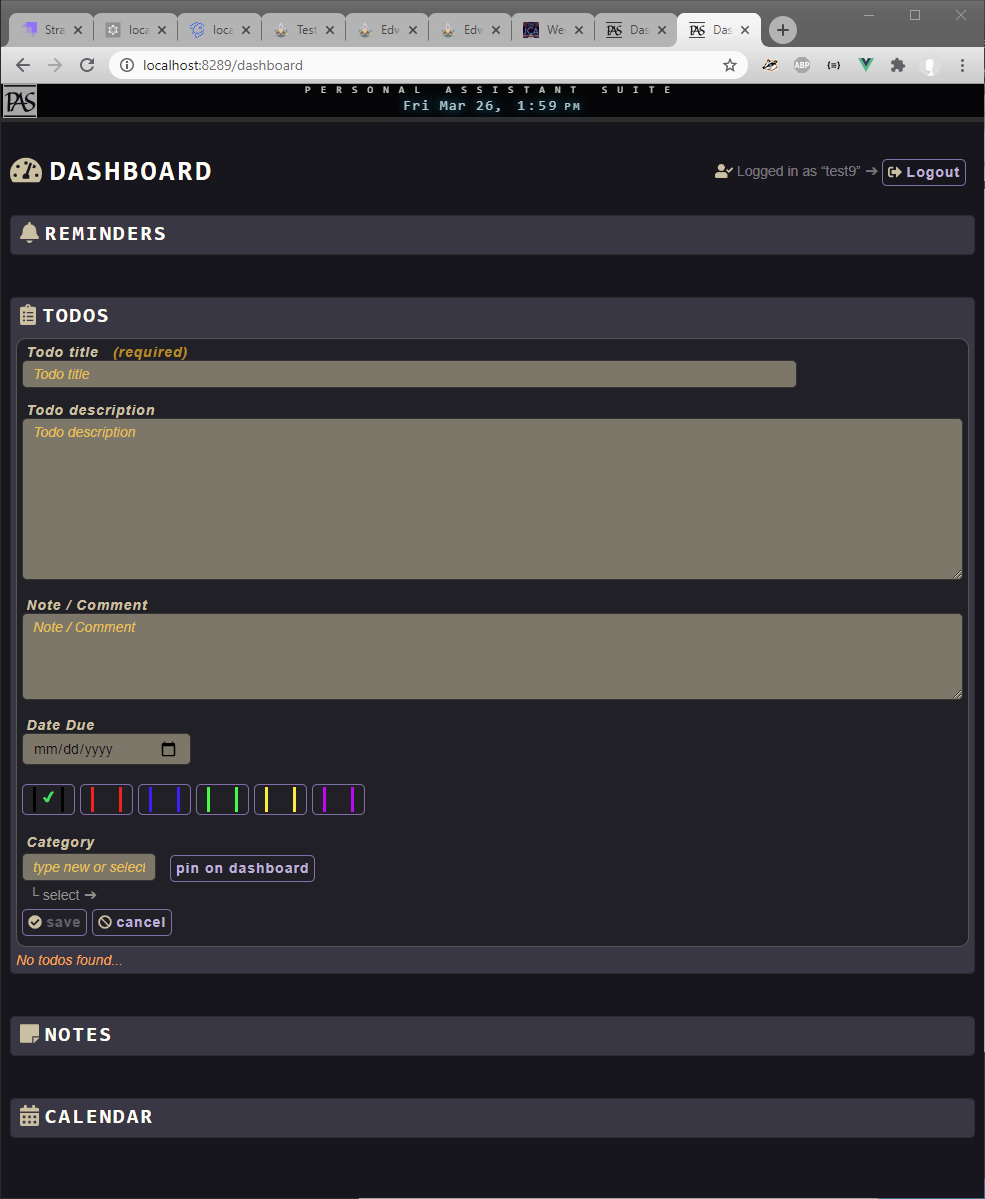 Stra
loca
loca
Test
Edw
Edw
Wee
PAS Das
PAS Das
localhost:8289/dashboard
ABP
PAS
PERSONAL ASSISTANT SUITE
Fri Mar 26, 1:59 PM
DASHBOARD
Logged in as “test9” ➔ Logout
REMINDERS
TODOS
Todo title (required)
Todo title
Todo description
Todo description
Note / Comment
Note / Comment
Date Due
mm/dd/yyyy
Category
type new or select
pin on dashboard
└ select ➔
save cancel
No todos found...
NOTES
CALENDAR